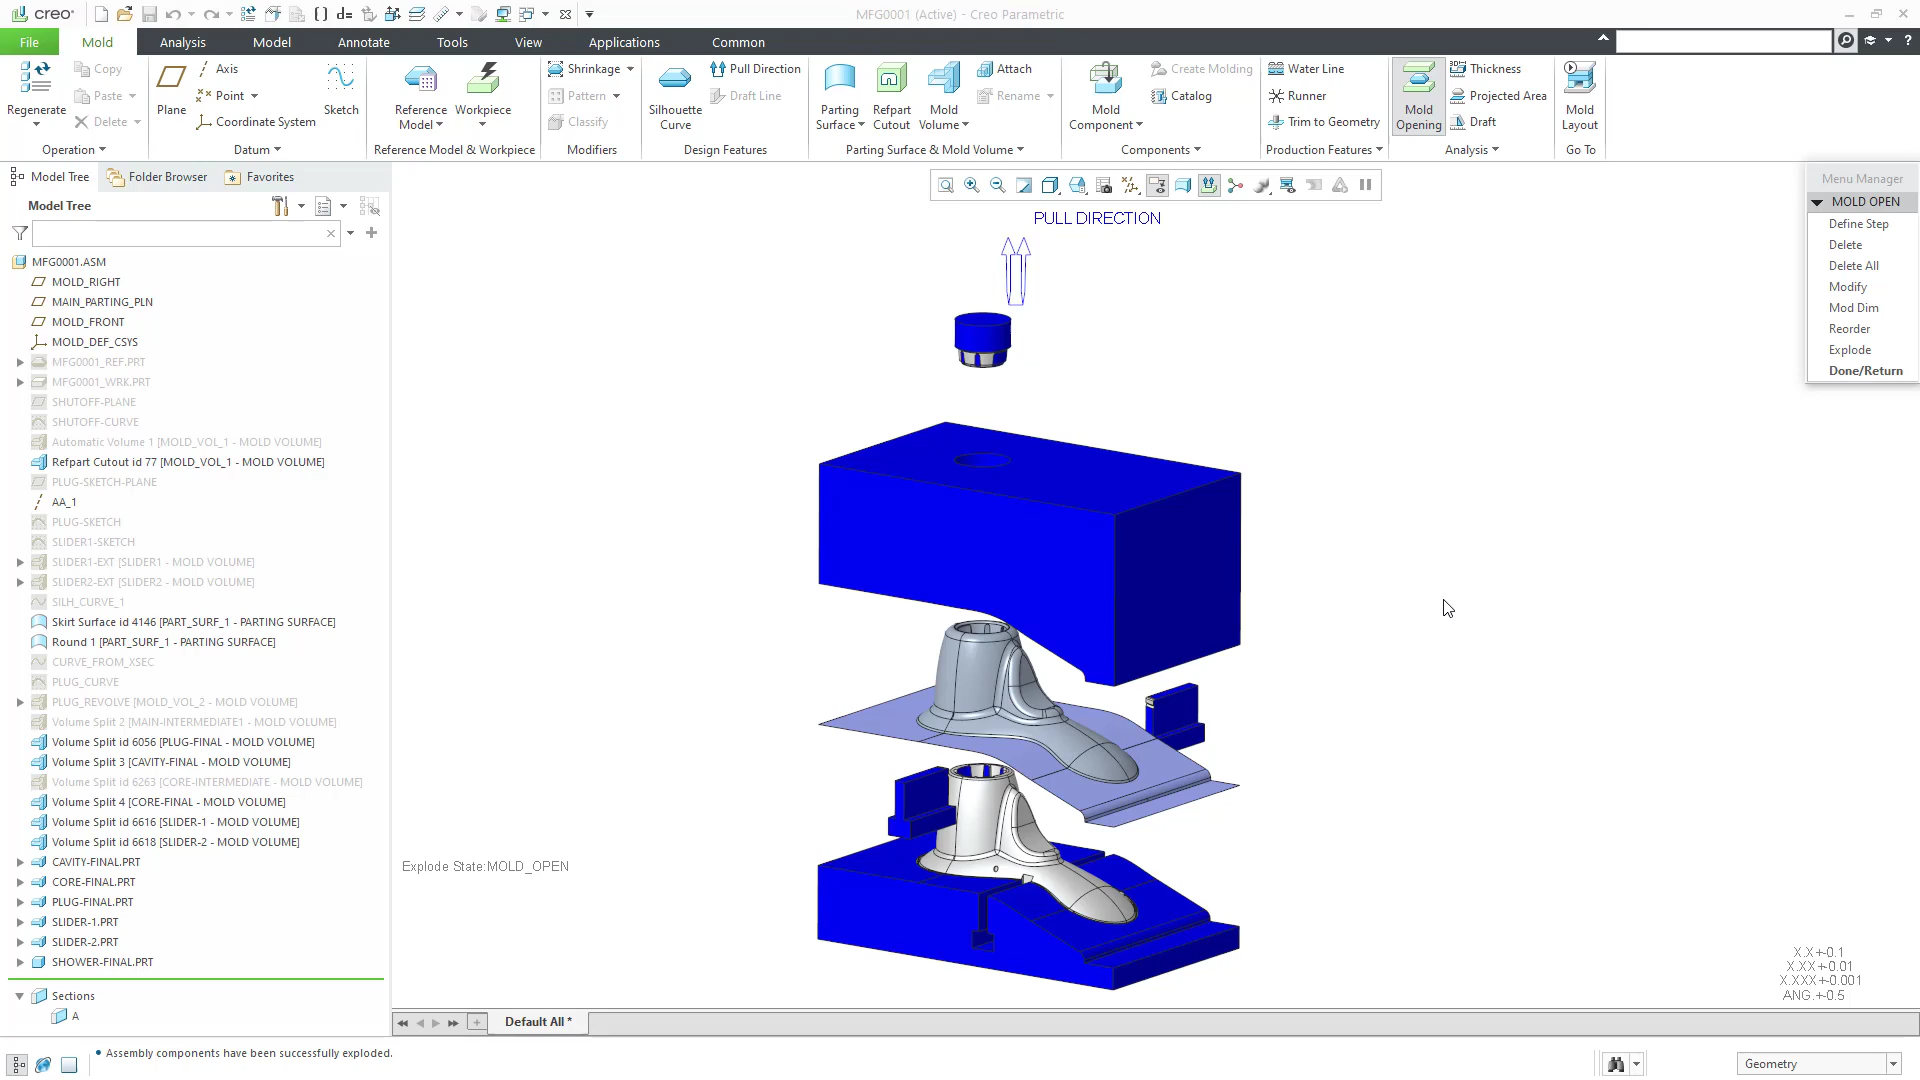 creo
MFG0001 (Active) - Creo Parametric
File
Mold
Analysis
Model
Annotate
Tools
View
Applications
Common
Regenerate
Copy
Paste
Delete
Operation
Plane
Axis
Point
Coordinate System
Sketch
Datum
Reference Model
Workpiece
Reference Model & Workpiece
Shrinkage
Pattern
Classify
Modifiers
Silhouette Curve
Pull Direction
Draft Line
Design Features
Parting Surface
Refpart Cutout
Mold Volume
Attach
Rename
Parting Surface & Mold Volume
Mold Component
Create Molding
Catalog
Components
Water Line
Runner
Trim to Geometry
Production Features
Mold Opening
Thickness
Projected Area
Draft
Analysis
Mold Layout
Go To
Model Tree
Folder Browser
Favorites
Model Tree
MFG0001.ASM
MOLD_RIGHT
MAIN_PARTING_PLN
MOLD_FRONT
MOLD_DEF_CSYS
MFG0001_REF.PRT
MFG0001_WRK.PRT
SHUTOFF-PLANE
SHUTOFF-CURVE
Automatic Volume 1 [MOLD_VOL_1 - MOLD VOLUME]
Refpart Cutout id 77 [MOLD_VOL_1 - MOLD VOLUME]
PLUG-SKETCH-PLANE
AA_1
PLUG-SKETCH
SLIDER1-SKETCH
SLIDER1-EXT [SLIDER1 - MOLD VOLUME]
SLIDER2-EXT [SLIDER2 - MOLD VOLUME]
SILH_CURVE_1
Skirt Surface id 4146 [PART_SURF_1 - PARTING SURFACE]
Round 1 [PART_SURF_1 - PARTING SURFACE]
CURVE_FROM_XSEC
PLUG_CURVE
PLUG_REVOLVE [MOLD_VOL_2 - MOLD VOLUME]
Volume Split 2 [MAIN-INTERMEDIATE1 - MOLD VOLUME]
Volume Split id 6056 [PLUG-FINAL - MOLD VOLUME]
Volume Split 3 [CAVITY-FINAL - MOLD VOLUME]
Volume Split id 6263 [CORE-INTERMEDIATE - MOLD VOLUME]
Volume Split 4 [CORE-FINAL - MOLD VOLUME]
Volume Split id 6616 [SLIDER-1 - MOLD VOLUME]
Volume Split id 6618 [SLIDER-2 - MOLD VOLUME]
CAVITY-FINAL.PRT
CORE-FINAL.PRT
PLUG-FINAL.PRT
SLIDER-1.PRT
SLIDER-2.PRT
SHOWER-FINAL.PRT
Sections
A
PULL DIRECTION
Explode State:MOLD_OPEN
Menu Manager
MOLD OPEN
Define Step
Delete
Delete All
Modify
Mod Dim
Reorder
Explode
Done/Return
X.X+-0.1
X.XX+-0.01
X.XXX+-0.001
ANG.+-0.5
Default All *
• Assembly components have been successfully exploded.
Geometry